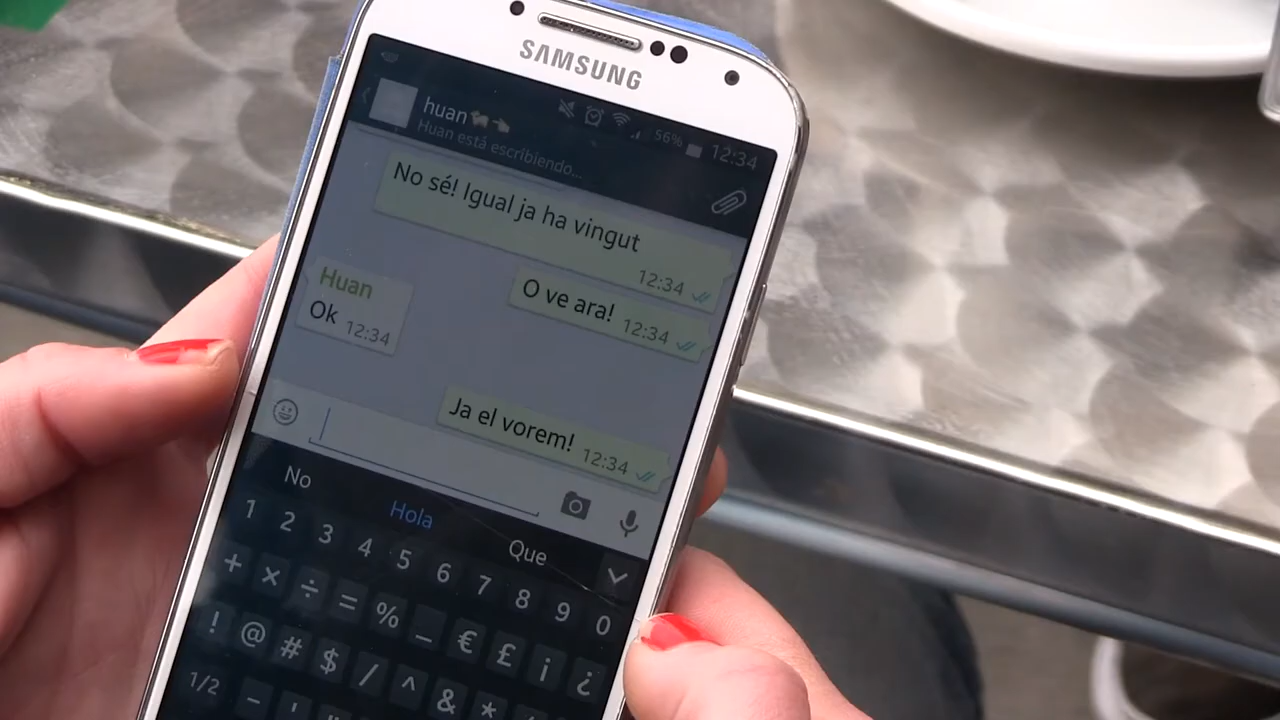 SAMSUNG
huan
56% 12:34
Huan está escribiendo...
No sé! Igual ja ha vingut
12:34
O ve ara! 12:34
Huan
Ok 12:34
Ja el vorem! 12:34
No Hola Que
1 2 3 4 5 6 7 8 9 0
+ × ÷ = % _ € £ ¡ ¿
! @ # $ / ^ & *
1/2 - '